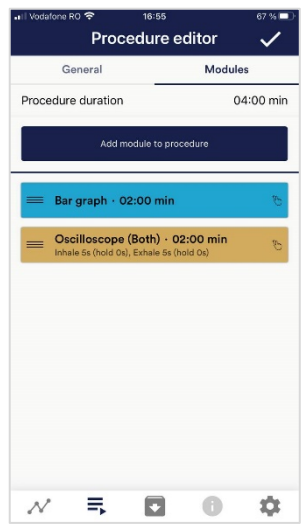 Vodafone RO 16:55 67 %
Procedure editor
General Modules
Procedure duration 04:00 min
Add module to procedure
Bar graph · 02:00 min
Oscilloscope (Both) · 02:00 min
Inhale 5s (hold 0s), Exhale 5s (hold 0s)